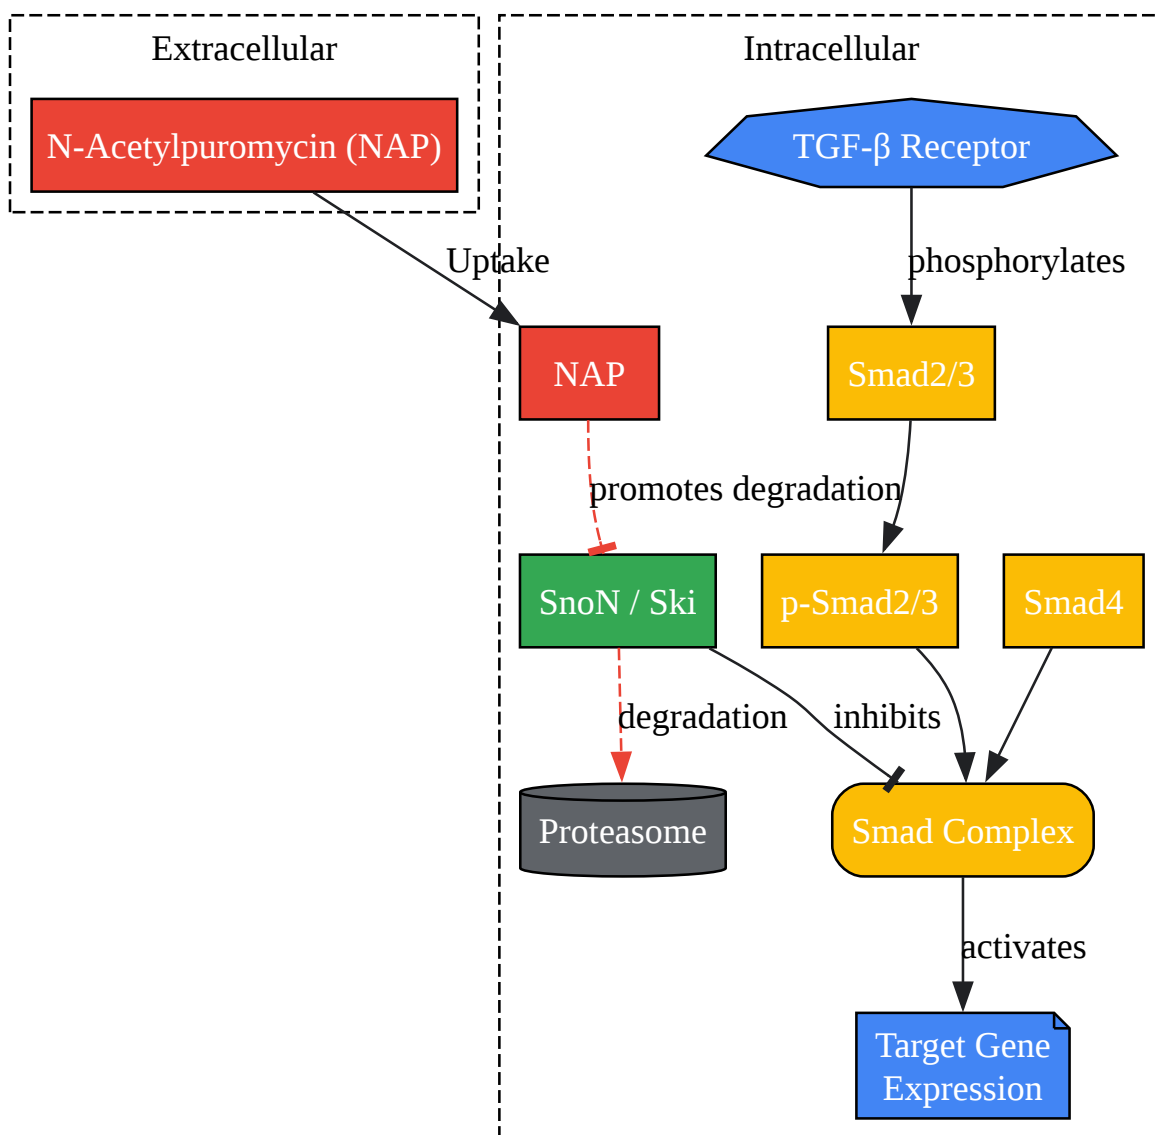 Extracellular
Intracellular
N-Acetylpuromycin (NAP)
TGF-β Receptor
Uptake
phosphorylates
NAP
Smad2/3
promotes degradation
SnoN / Ski
p-Smad2/3
Smad4
degradation
inhibits
Proteasome
Smad Complex
activates
Target Gene
Expression